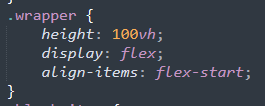 .wrapper {
height: 100vh;
display: flex;
align-items: flex-start;
}